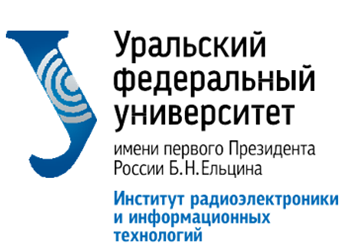 Уральский
федеральный
университет
имени первого Президента
России Б.Н.Ельцина
Институт радиоэлектроники
и информационных
технологий